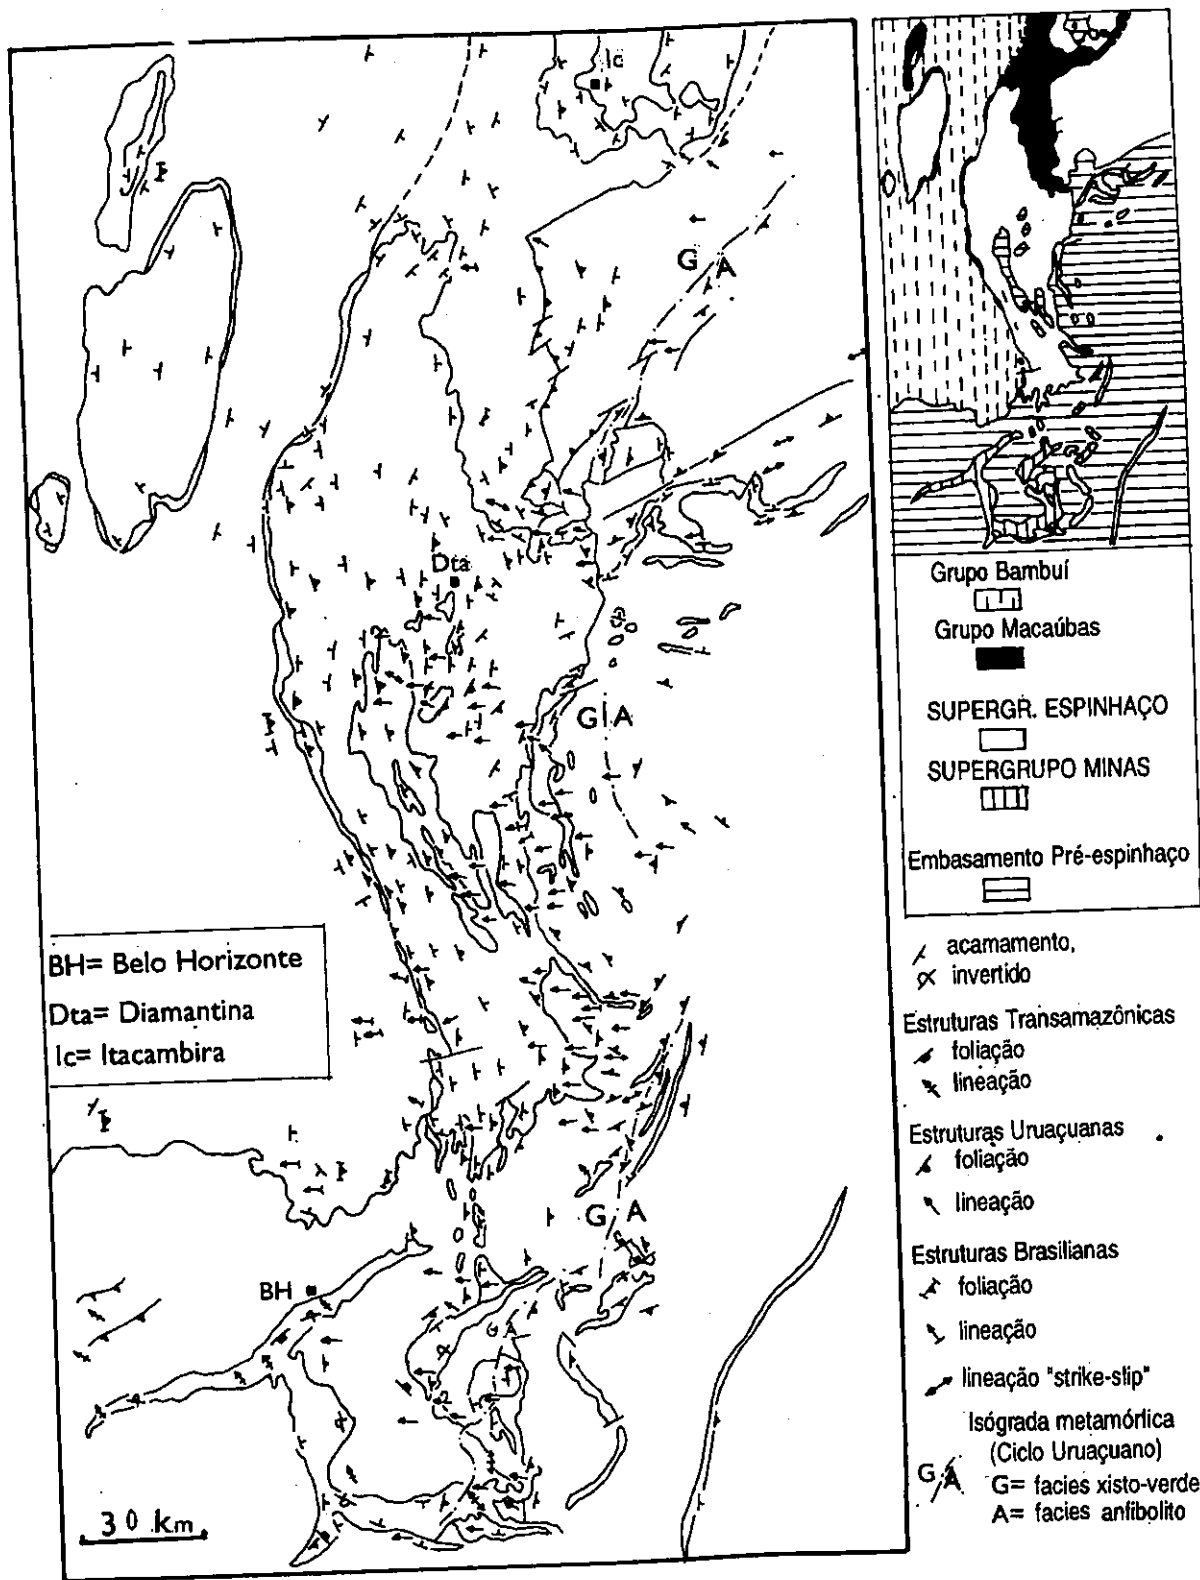 Ic
G A
Dta
G A
BH= Belo Horizonte
Dta= Diamantina
Ic= Itacambira
G A
BH
G A
30 km
Grupo Bambuí
Grupo Macaúbas
SUPERGR. ESPINHAÇO
SUPERGRUPO MINAS
Embasamento Pré-espinhaço
acamamento,
invertido
Estruturas Transamazônicas
foliação
lineação
Estruturas Uruaçuanas
foliação
lineação
Estruturas Brasilianas
foliação
lineação
lineação "strike-slip"
Isógrada metamórlica
(Ciclo Uruaçuano)
G A
G= facies xisto-verde
A= facies anfibolito